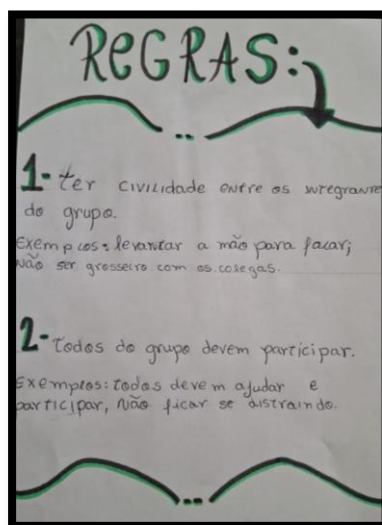 REGRAS:
1- ter civilidade entre os integrante
do grupo.
Exemplos: levantar a mão para falar;
não ser grosseiro com os colegas.
2- Todos do grupo devem participar.
Exemplos: todos devem ajudar e
participar, não ficar se distraindo.